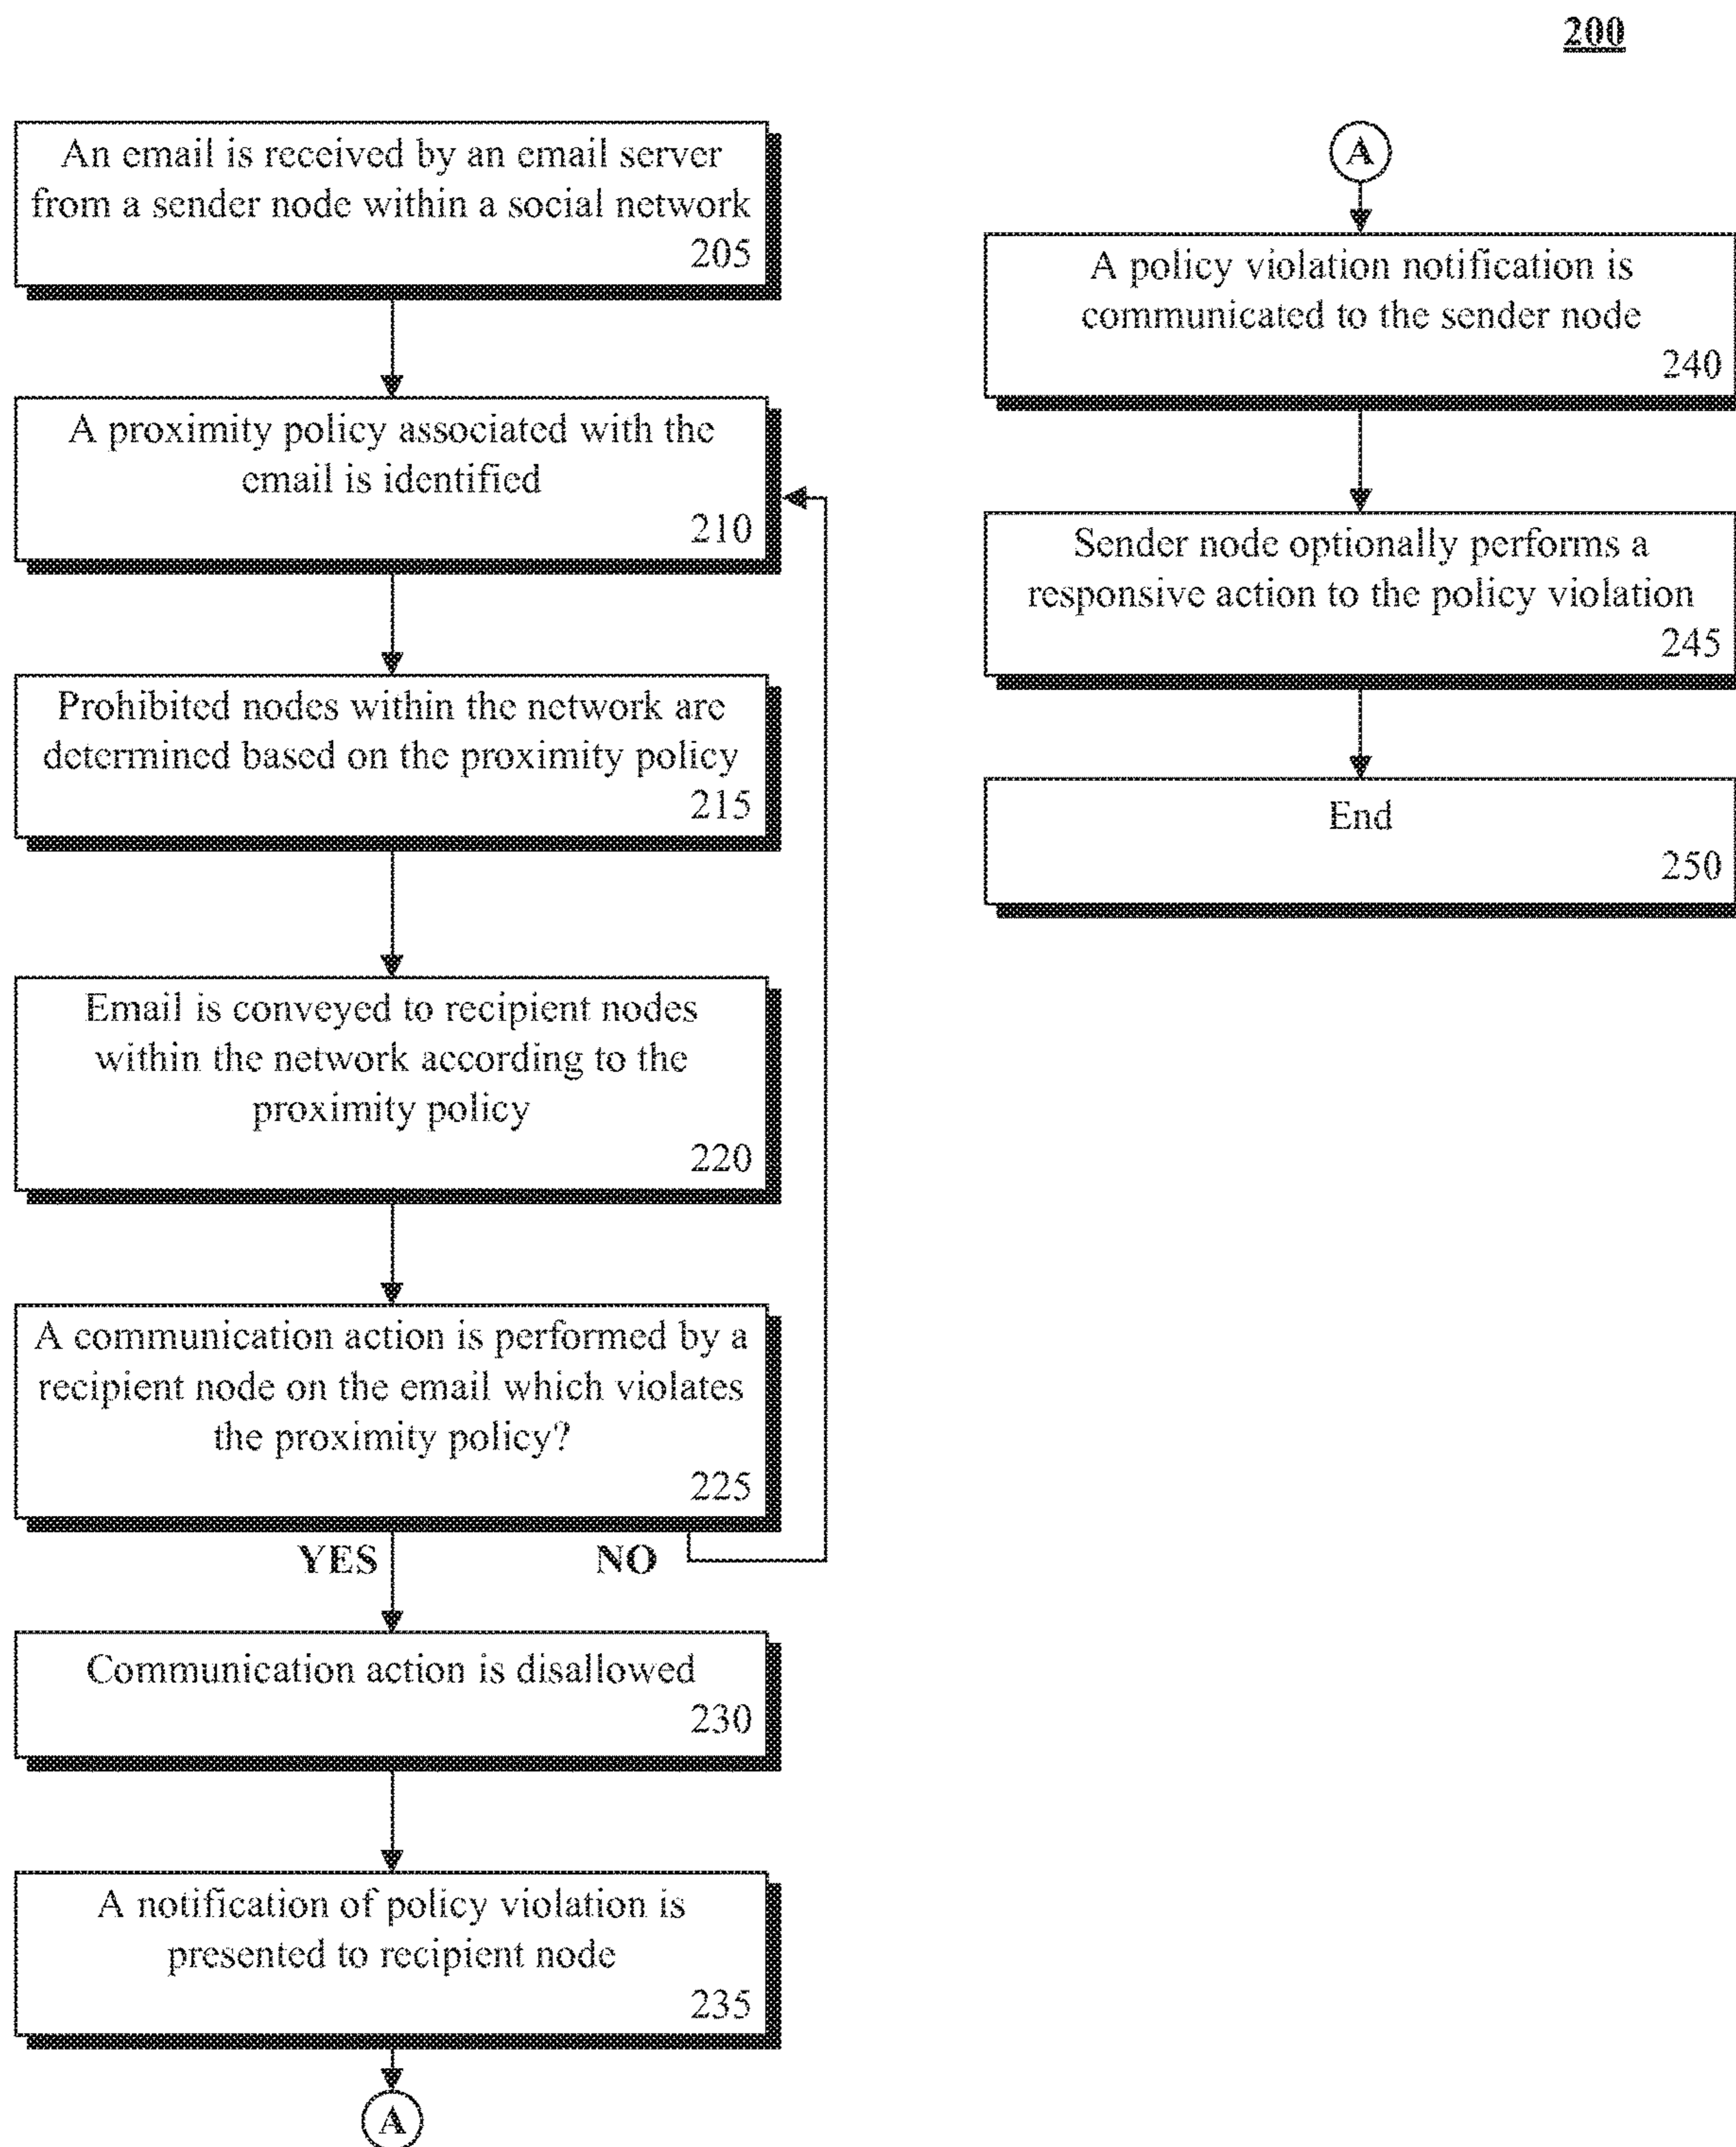 200
An email is received by an email server
from a sender node within a social network
205
A proximity policy associated with the
email is identified
210
Prohibited nodes within the network are
determined based on the proximity policy
215
Email is conveyed to recipient nodes
within the network according to the
proximity policy
220
A communication action is performed by a
recipient node on the email which violates
the proximity policy?
225
YES
NO
Communication action is disallowed
230
A notification of policy violation is
presented to recipient node
235
A
A
A policy violation notification is
communicated to the sender node
240
Sender node optionally performs a
responsive action to the policy violation
245
End
250